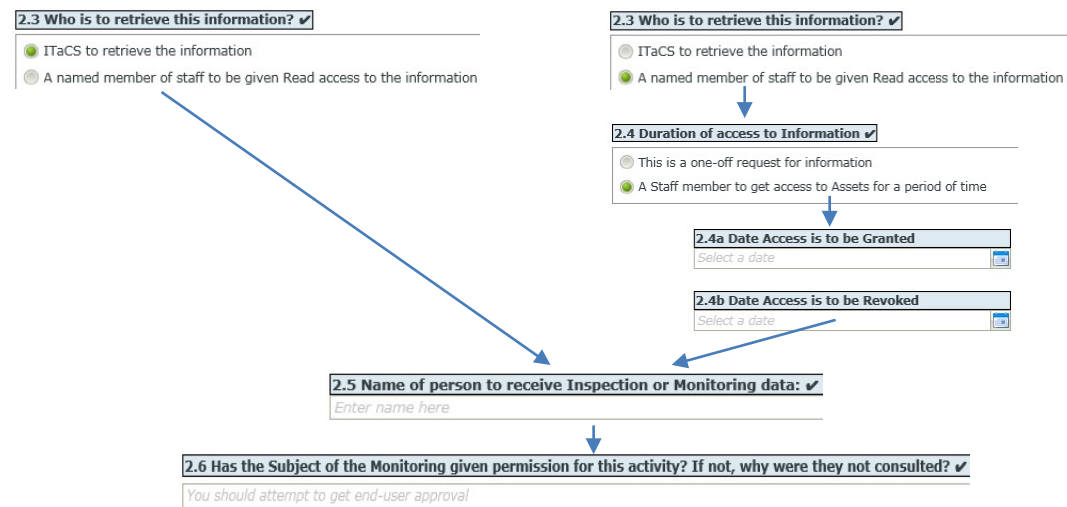 2.3 Who is to retrieve this information? ✔
ITaCS to retrieve the information
A named member of staff to be given Read access to the information
2.3 Who is to retrieve this information? ✔
ITaCS to retrieve the information
A named member of staff to be given Read access to the information
2.4 Duration of access to Information ✔
This is a one-off request for information
A Staff member to get access to Assets for a period of time
2.4a Date Access is to be Granted
Select a date
2.4b Date Access is to be Revoked
Select a date
2.5 Name of person to receive Inspection or Monitoring data: ✔
Enter name here
2.6 Has the Subject of the Monitoring given permission for this activity? If not, why were they not consulted? ✔
You should attempt to get end-user approval